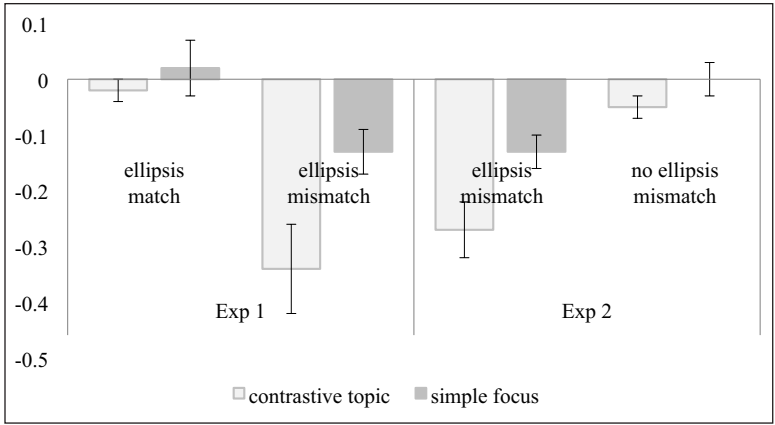 0.1
0
-0.1
-0.2
-0.3
-0.4
-0.5
ellipsis
match
ellipsis
mismatch
ellipsis
mismatch
no ellipsis
mismatch
Exp 1
Exp 2
contrastive topic
simple focus